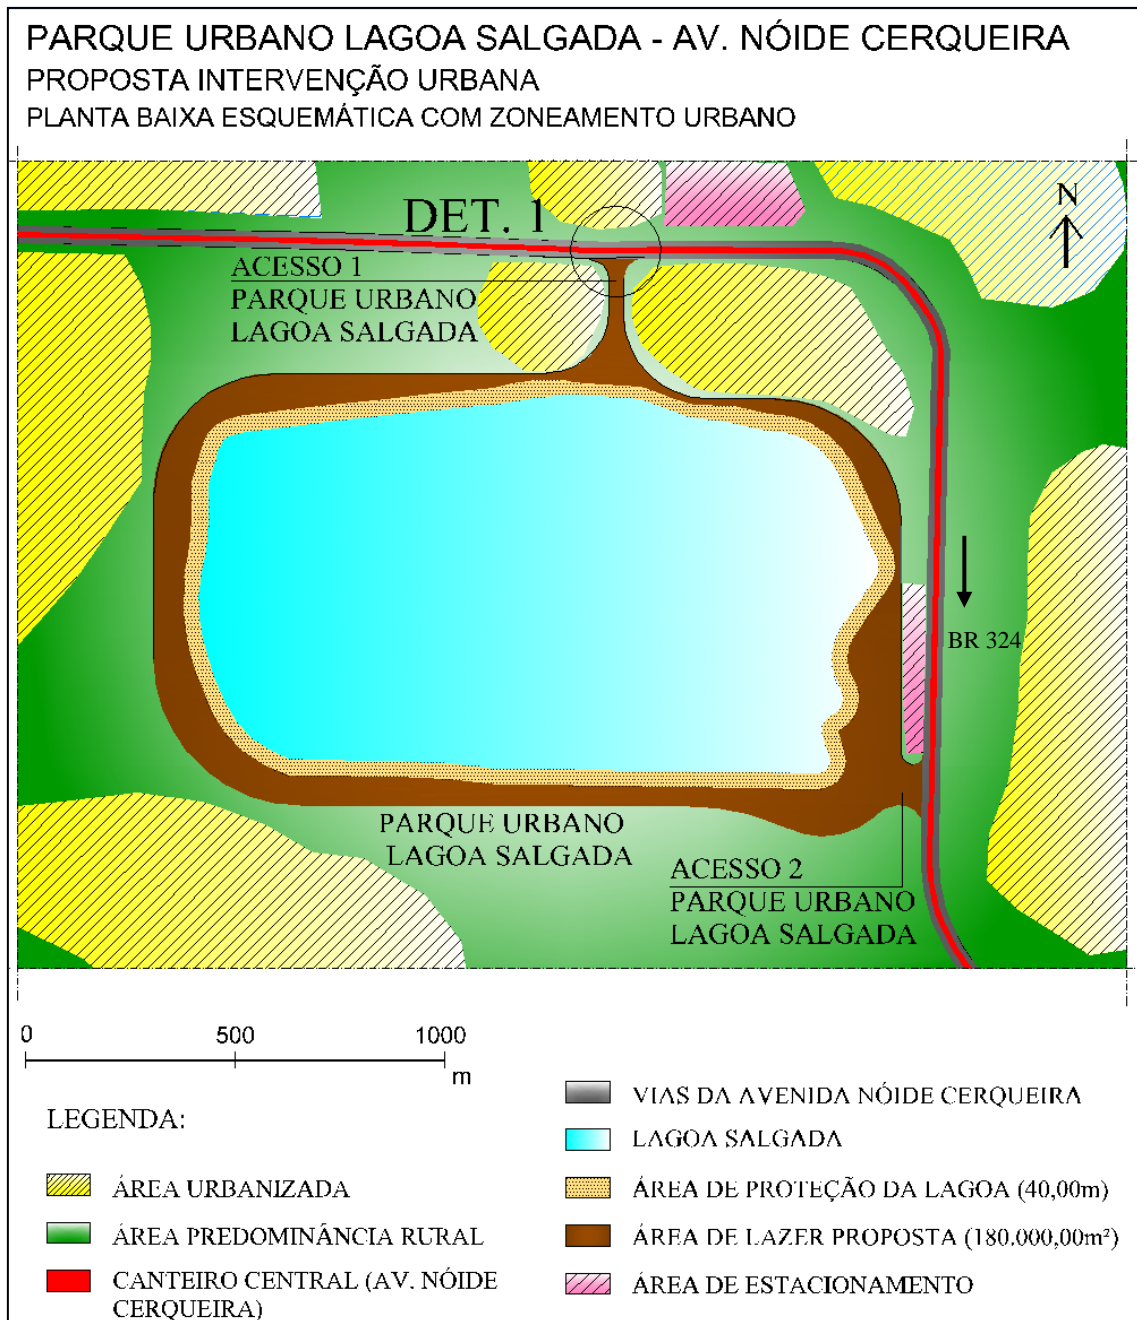 PARQUE URBANO LAGOA SALGADA - AV. NÓIDE CERQUEIRA
PROPOSTA INTERVENÇÃO URBANA
PLANTA BAIXA ESQUEMÁTICA COM ZONEAMENTO URBANO
DET. 1
N
ACESSO 1
PARQUE URBANO
LAGOA SALGADA
BR 324
PARQUE URBANO
LAGOA SALGADA
ACESSO 2
PARQUE URBANO
LAGOA SALGADA
0 500 1000
m
LEGENDA:
ÁREA URBANIZADA
ÁREA PREDOMINÂNCIA RURAL
CANTEIRO CENTRAL (AV. NÓIDE
CERQUEIRA)
VIAS DA AVENIDA NÓIDE CERQUEIRA
LAGOA SALGADA
ÁREA DE PROTEÇÃO DA LAGOA (40,00m)
ÁREA DE LAZER PROPOSTA (180.000,00m²)
ÁREA DE ESTACIONAMENTO